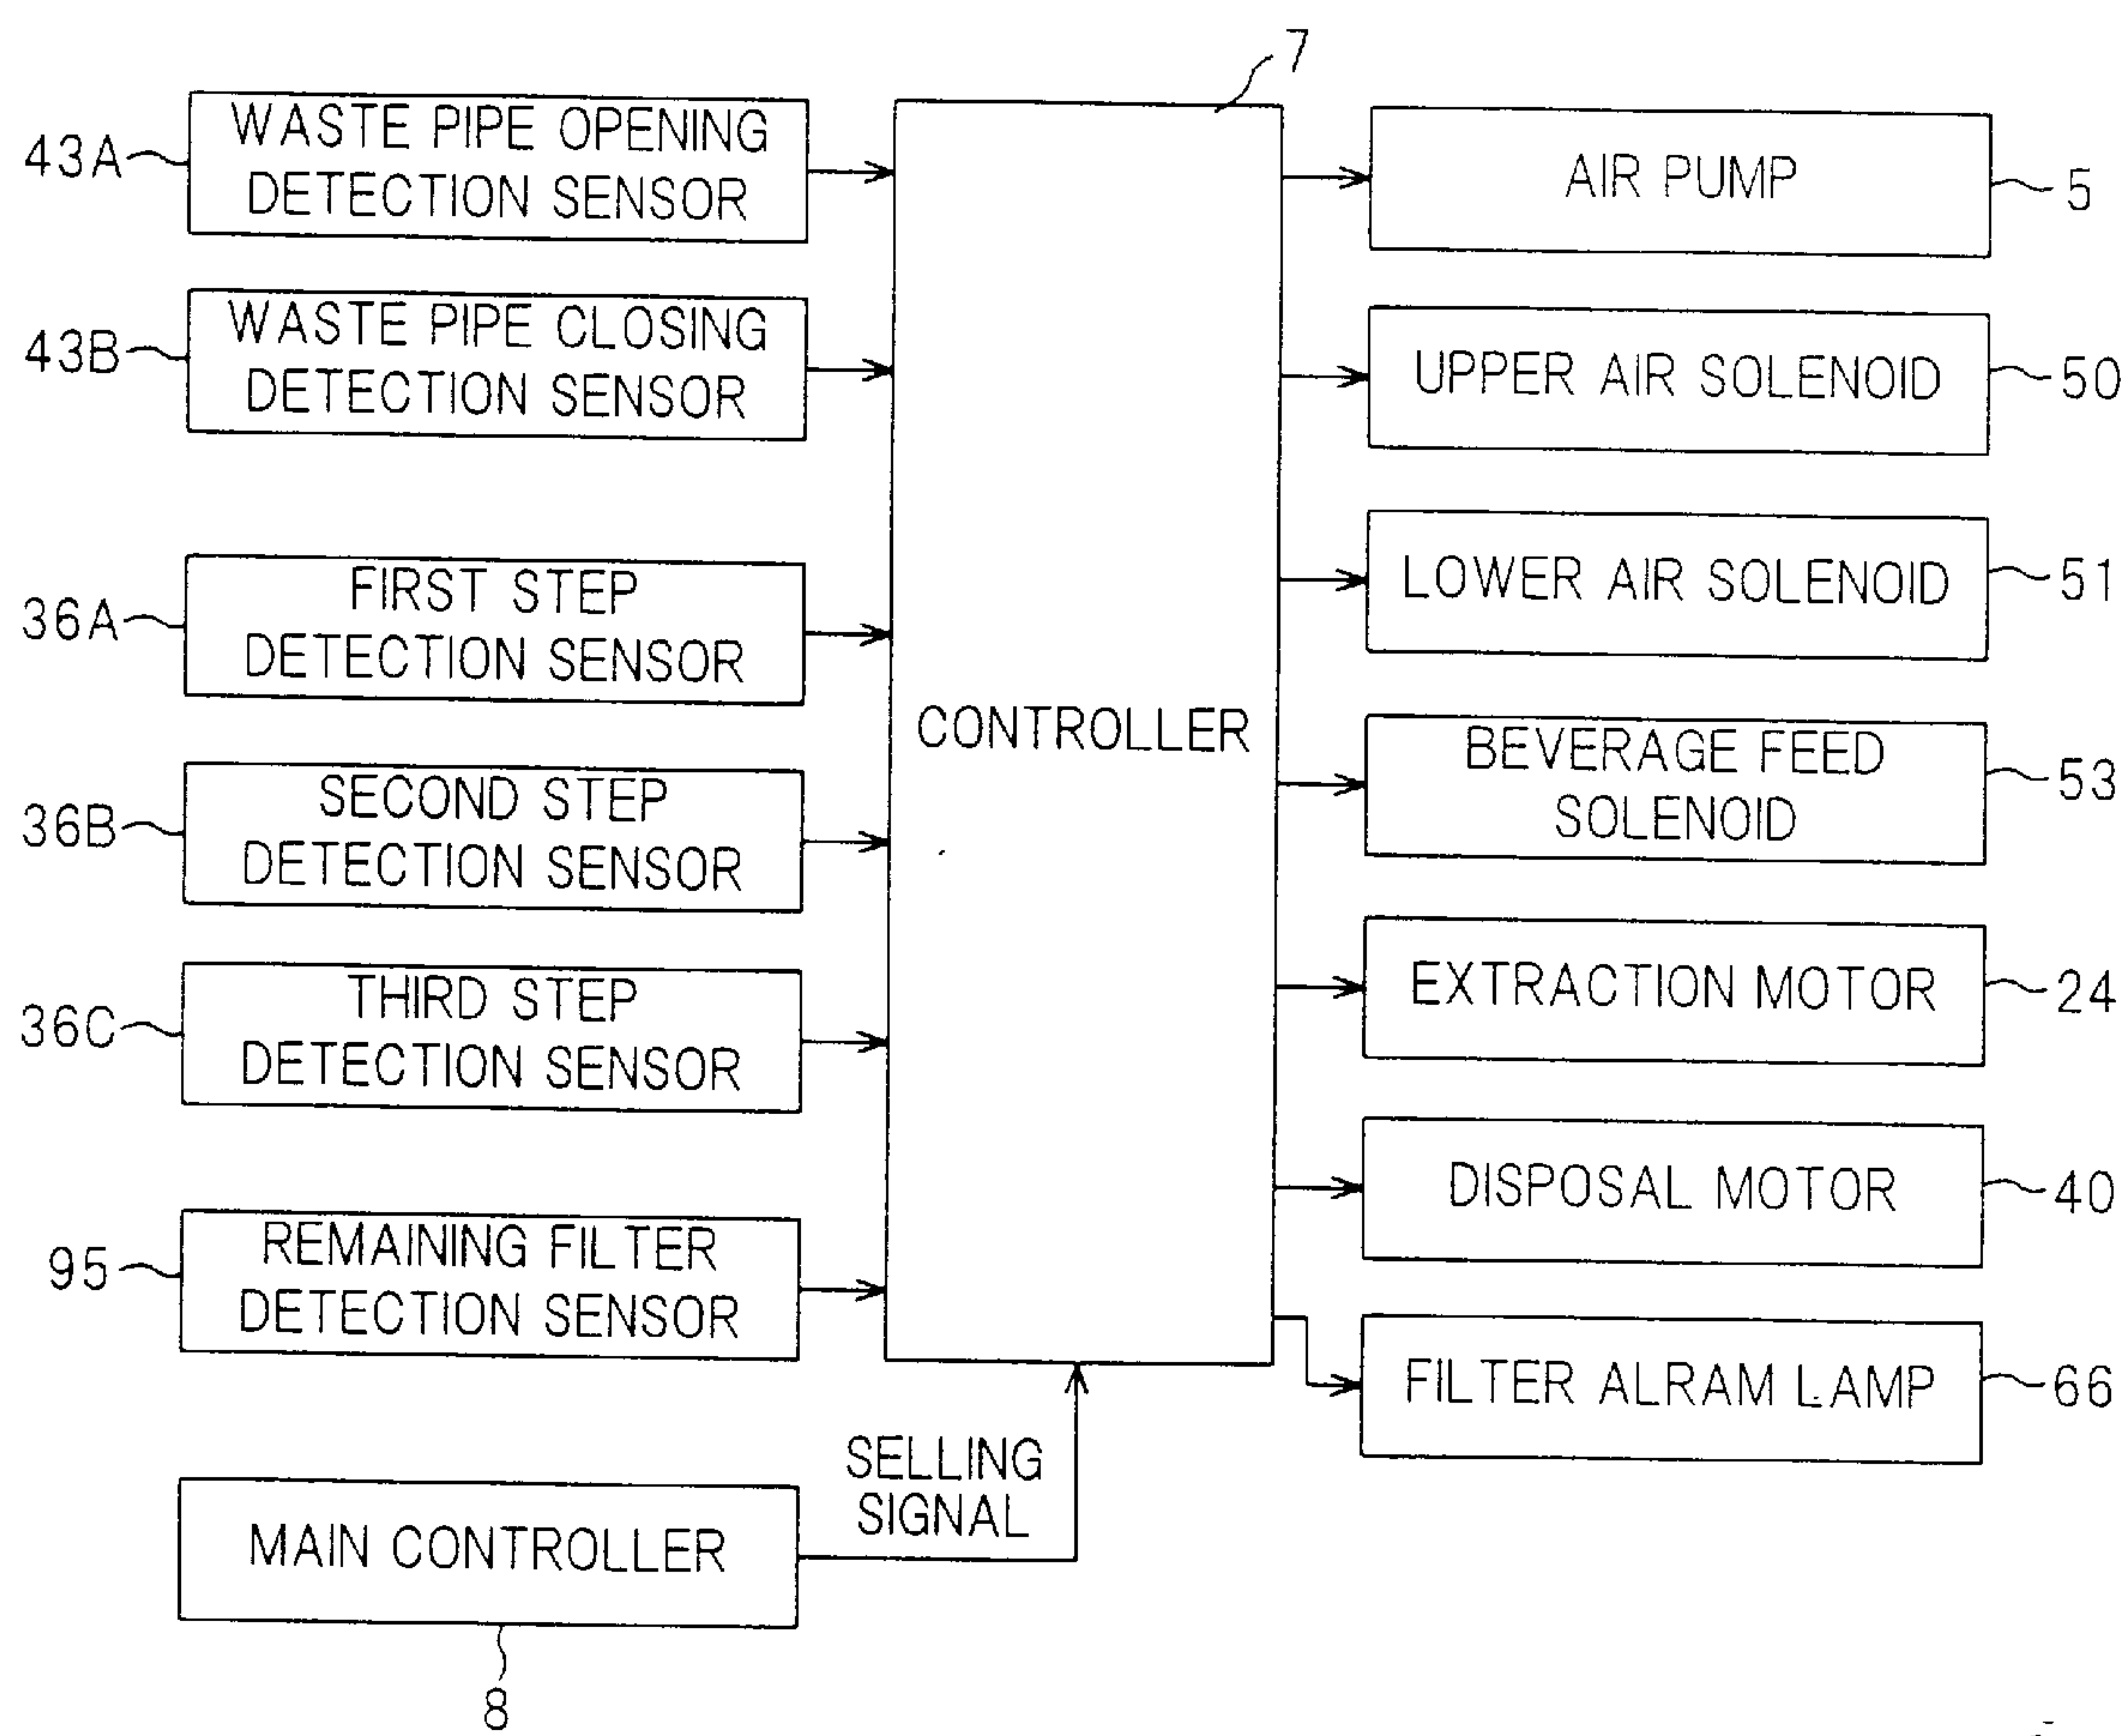 7
43A
WASTE PIPE OPENING
DETECTION SENSOR
43B
WASTE PIPE CLOSING
DETECTION SENSOR
36A
FIRST STEP
DETECTION SENSOR
36B
SECOND STEP
DETECTION SENSOR
36C
THIRD STEP
DETECTION SENSOR
95
REMAINING FILTER
DETECTION SENSOR
MAIN CONTROLLER
8
SELLING
SIGNAL
CONTROLLER
AIR PUMP
5
UPPER AIR SOLENOID
50
LOWER AIR SOLENOID
51
BEVERAGE FEED
SOLENOID
53
EXTRACTION MOTOR
24
DISPOSAL MOTOR
40
FILTER ALRAM LAMP
66